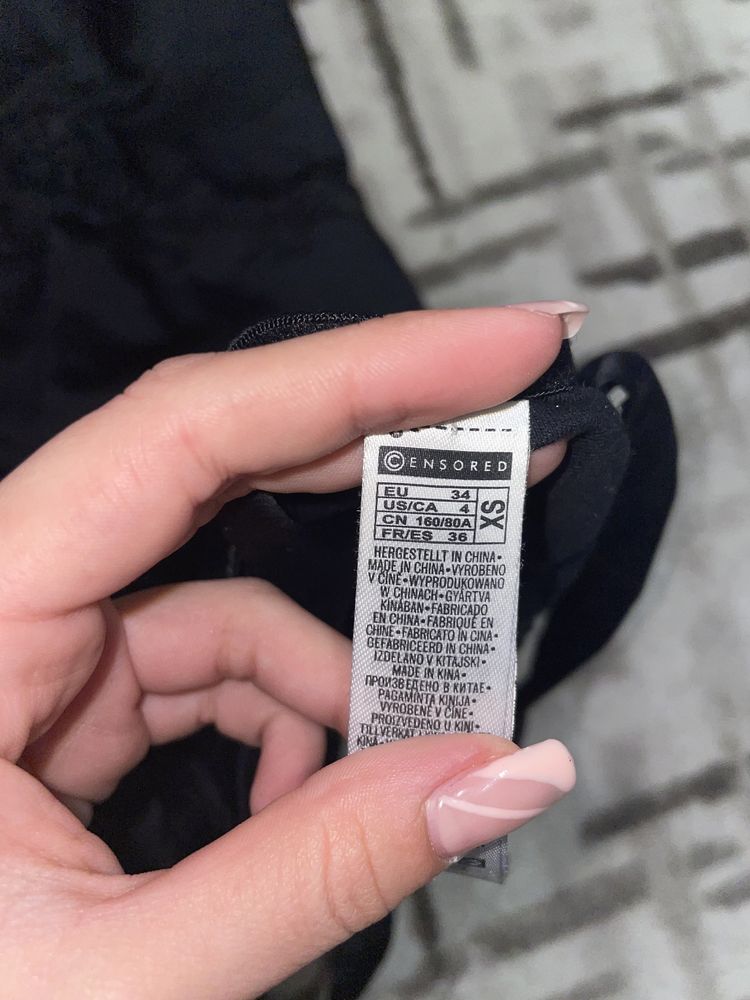 ©ENSORED
EU 34
US/CA 4
CN 160/80A
FR/ES 36
XS
HERGESTELLT IN CHINA•
MADE IN CHINA•VYROBENO
V ČÍNĚ•WYPRODUKOWANO
W CHINACH•GYÁRTVA
KÍNÁBAN•FABRICADO
EN CHINA•FABRIQUÉ EN
CHINE•FABRICATO IN CINA•
GEFABRICEERD IN CHINA•
IZDELANO V KITAJSKI•
MADE IN KINA•
ПРОИЗВЕДЕНО В КИТАЕ•
PAGAMINTA KINIJA•
VYROBENÉ V ČÍNE•
PROIZVEDENO U KINI•
TILLVERKAT I